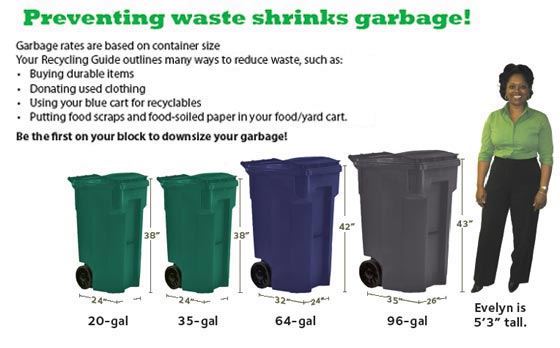 Preventing waste shrinks garbage!
Garbage rates are based on container size
Your Recycling Guide outlines many ways to reduce waste, such as:
• Buying durable items
• Donating used clothing
• Using your blue cart for recyclables
• Putting food scraps and food-soiled paper in your food/yard cart.
Be the first on your block to downsize your garbage!
38"
38"
42"
43"
24"
24"
32"
24"
35"
26"
20-gal
35-gal
64-gal
96-gal
Evelyn is
5'3" tall.